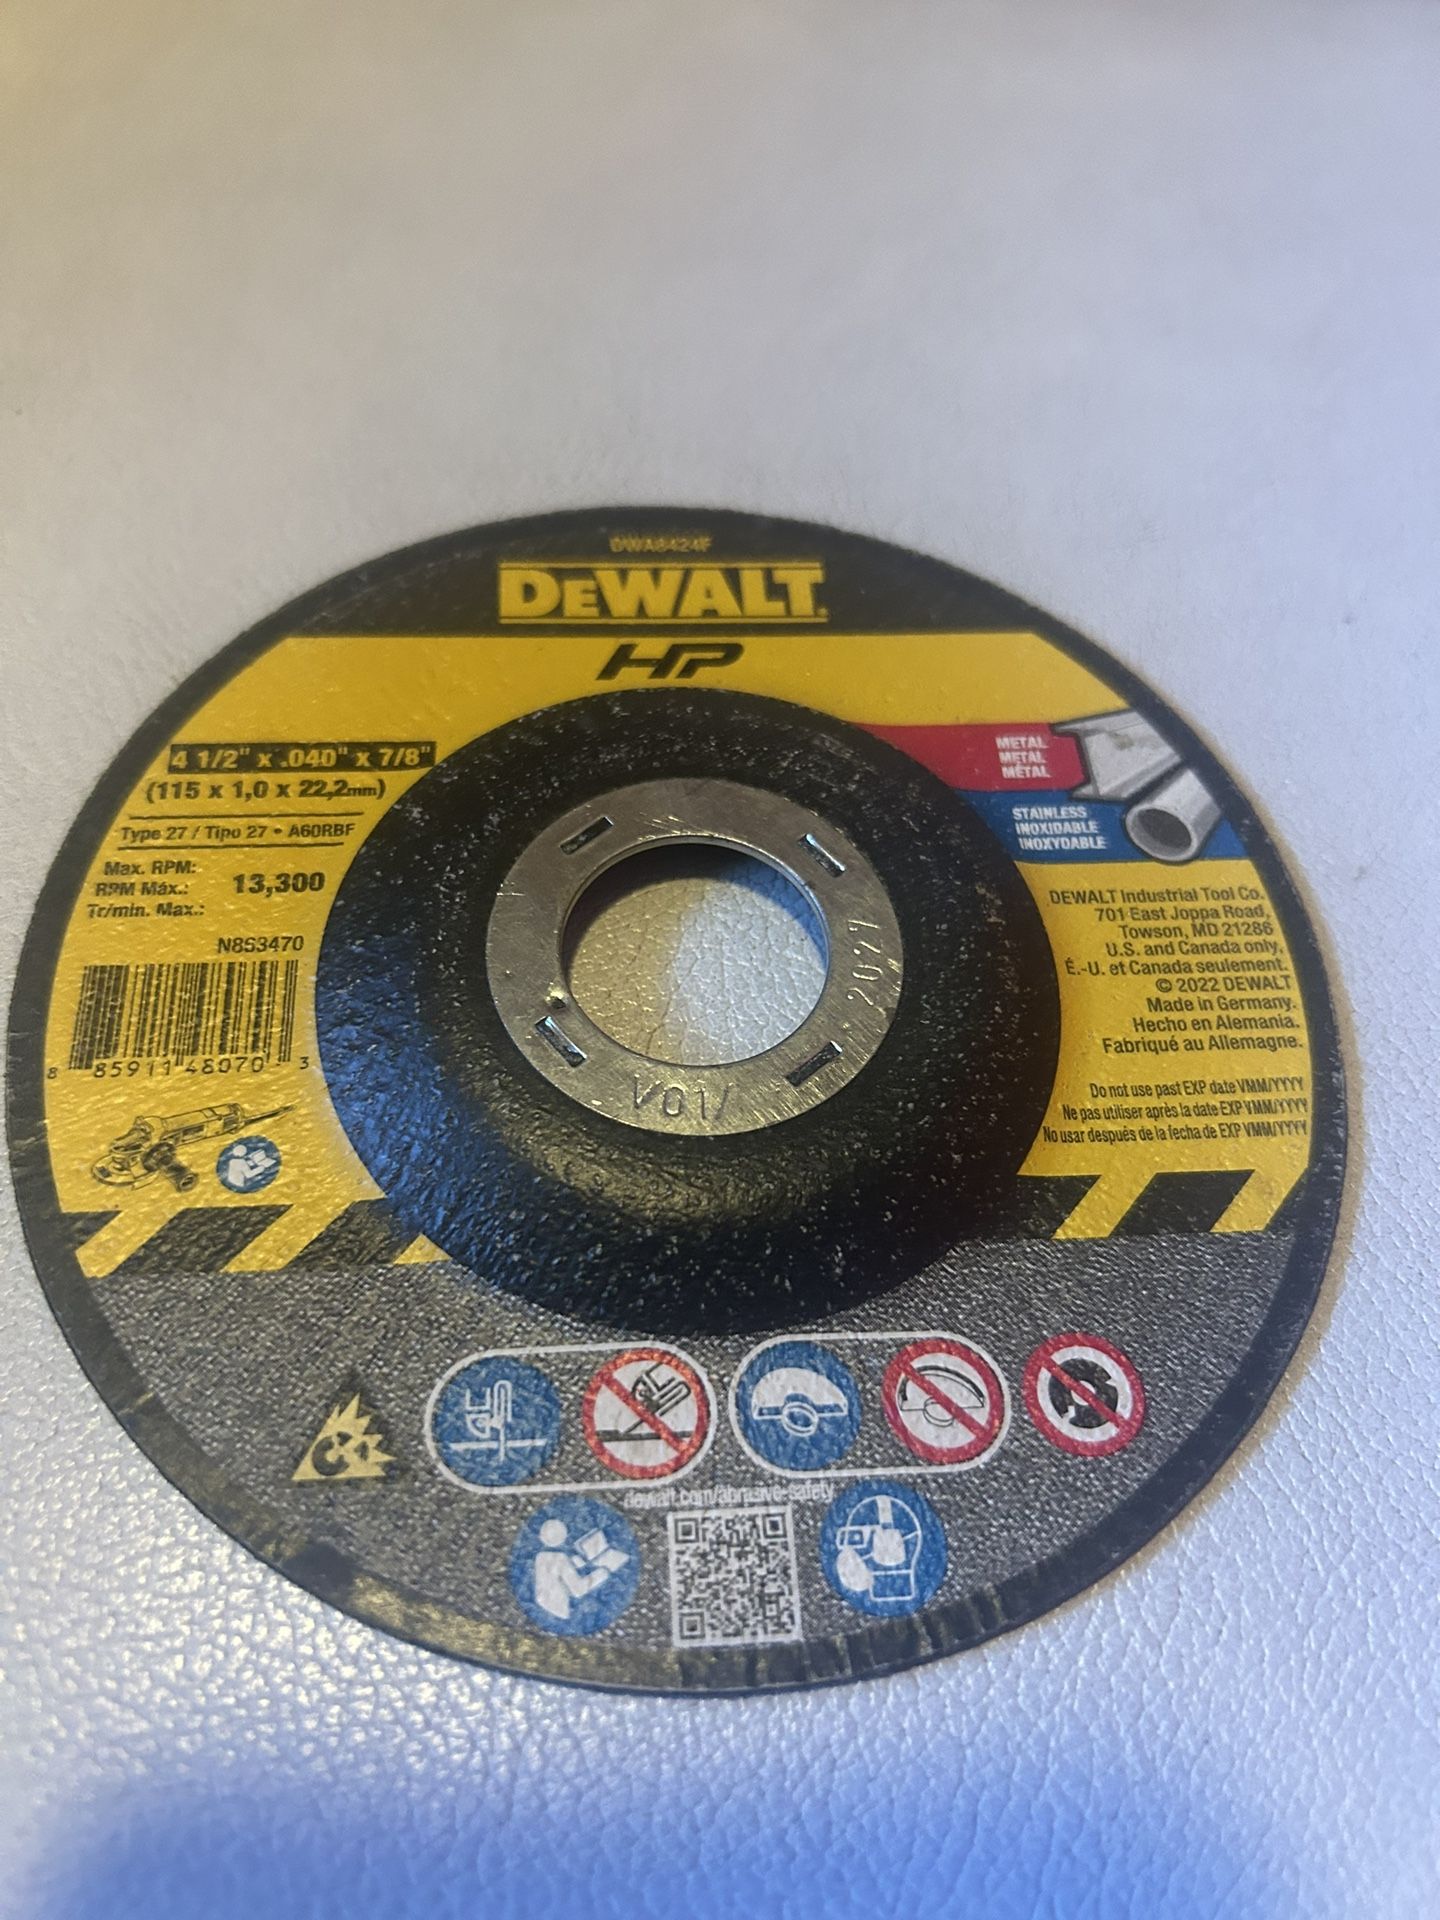 DWA8424F
DEWALT
HP
4 1/2" x .040" x 7/8"
(115 x 1,0 x 22,2mm)
Type 27 / Tipo 27 • A60RBF
Max. RPM:
RPM Máx.: 13,300
Tr/min. Max.:
N853470
8 85911 48070 3
METAL
METAL
MÉTAL
STAINLESS
INOXIDABLE
INOXYDABLE
DEWALT Industrial Tool Co.
701 East Joppa Road,
Towson, MD 21286
U.S. and Canada only.
É.-U. et Canada seulement.
© 2022 DEWALT
Made in Germany.
Hecho en Alemania.
Fabriqué au Allemagne.
Do not use past EXP date VMM/YYYY
Ne pas utiliser après la date EXP VMM/YYYY
No usar después de la fecha de EXP VMM/YYYY
V01/
2027
dewalt.com/abrasive-safety